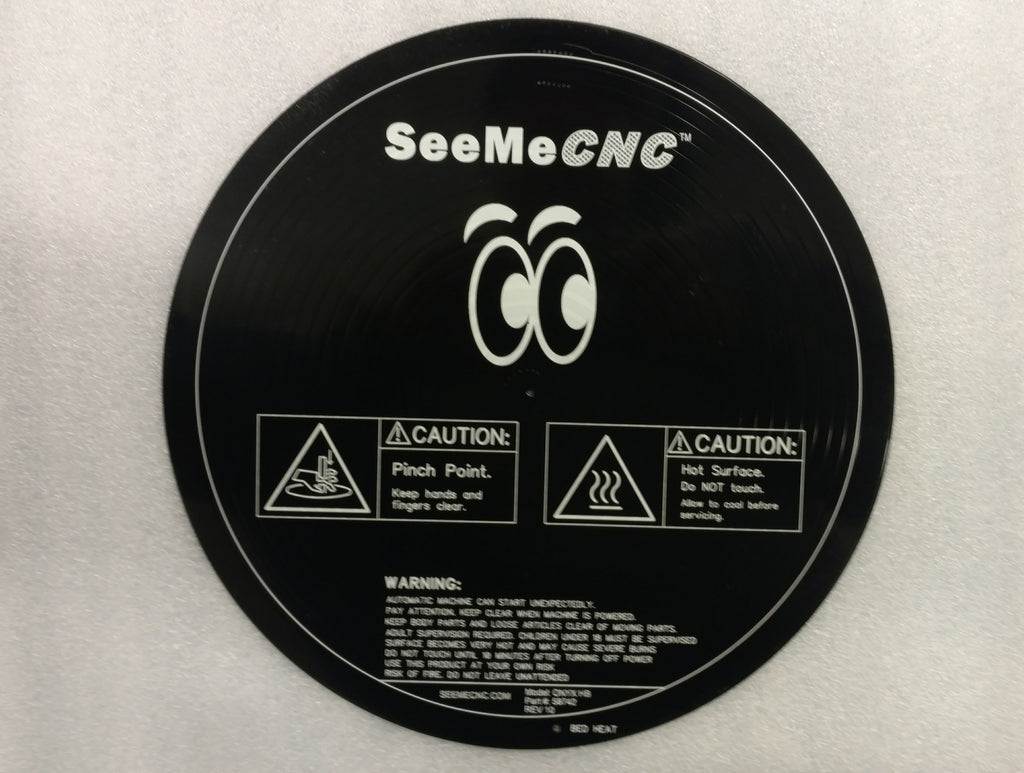 SeeMeCNC™
CAUTION:
Pinch Point.
Keep hands and
fingers clear.
CAUTION:
Hot Surface.
Do NOT touch.
Allow to cool before
servicing.
WARNING:
AUTOMATIC MACHINE CAN START UNEXPECTEDLY.
PAY ATTENTION. KEEP CLEAR WHEN MACHINE IS POWERED.
KEEP BODY PARTS AND LOOSE ARTICLES CLEAR OF MOVING PARTS.
ADULT SUPERVISION REQUIRED. CHILDREN UNDER 18 MUST BE SUPERVISED
SURFACE BECOMES VERY HOT AND MAY CAUSE SEVERE BURNS
DO NOT TOUCH UNTIL 10 MINUTES AFTER TURNING OFF POWER
USE THIS PRODUCT AT YOUR OWN RISK
RISK OF FIRE. DO NOT LEAVE UNATTENDED
SEEMECNC.COM
Model: ONYX HB
Part #: 58742
REV 10
BED HEAT